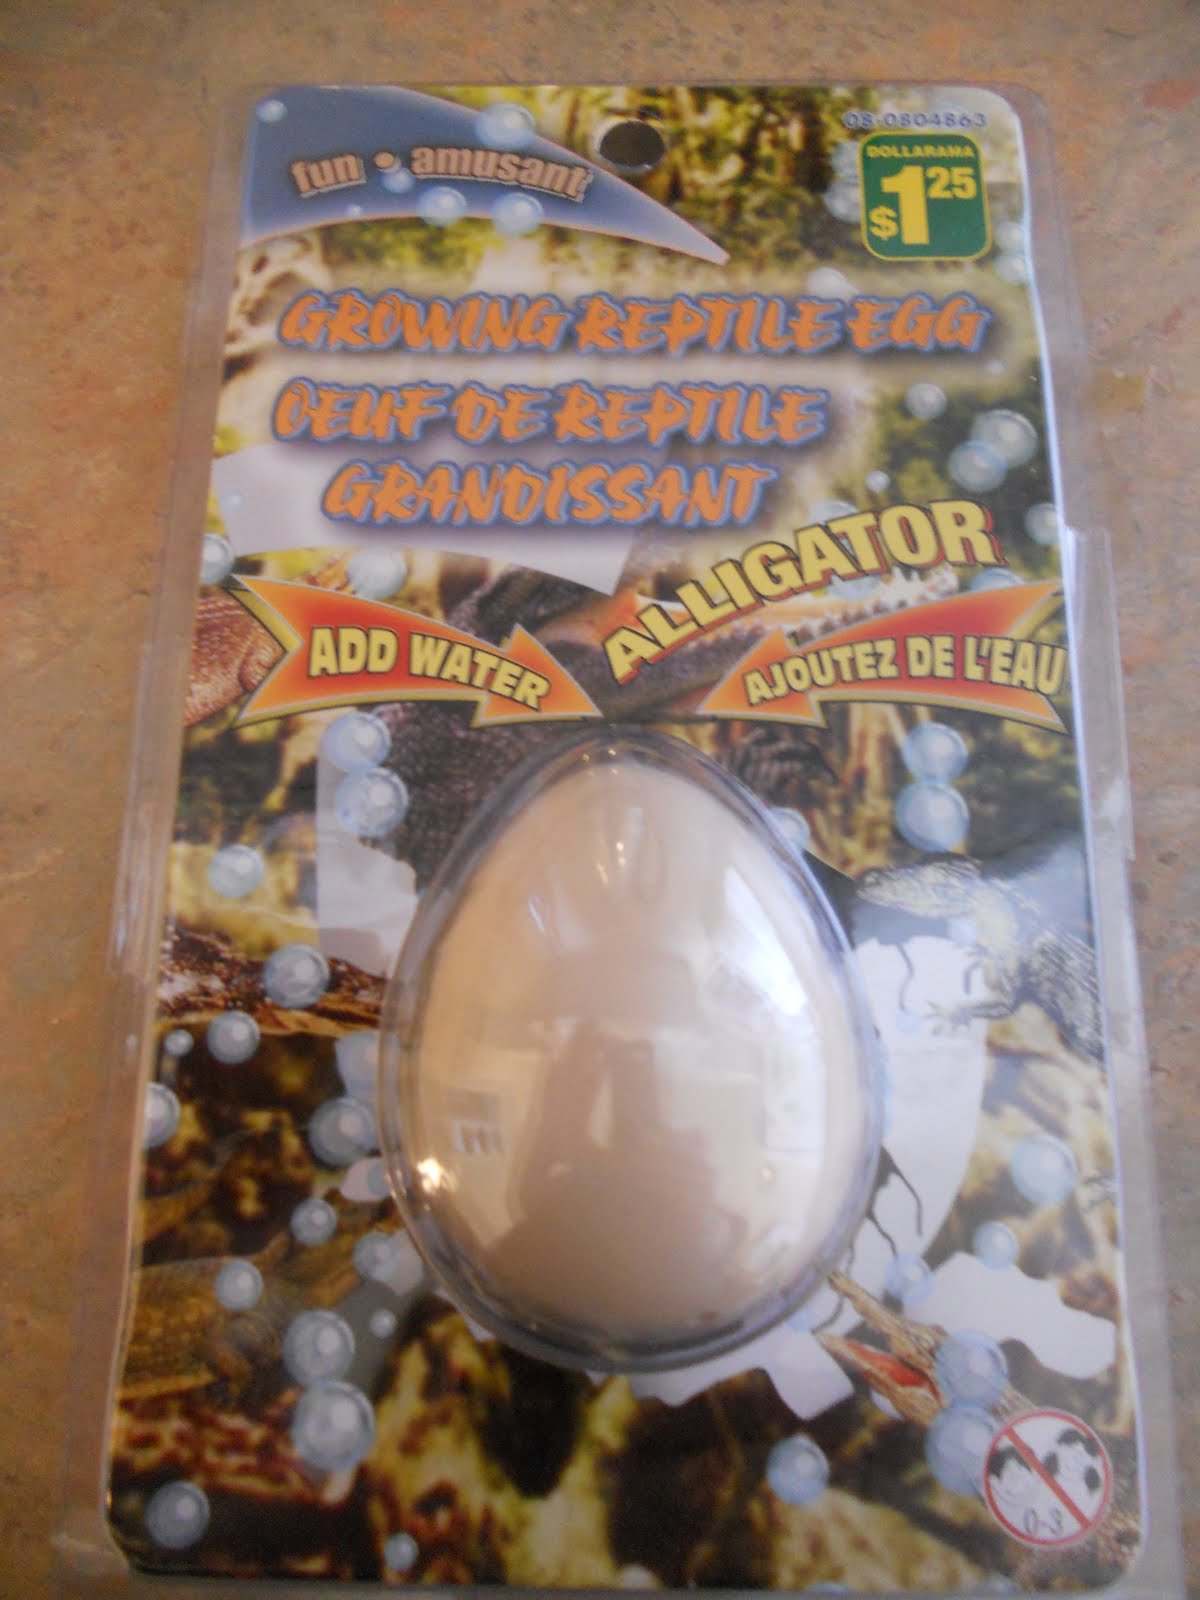 08-0804863
fun • amusant
DOLLARAMA
$1.25
GROWING REPTILE EGG
OEUF DE REPTILE
GRANDISSANT
ALLIGATOR
ADD WATER
AJOUTEZ DE L'EAU
0-3